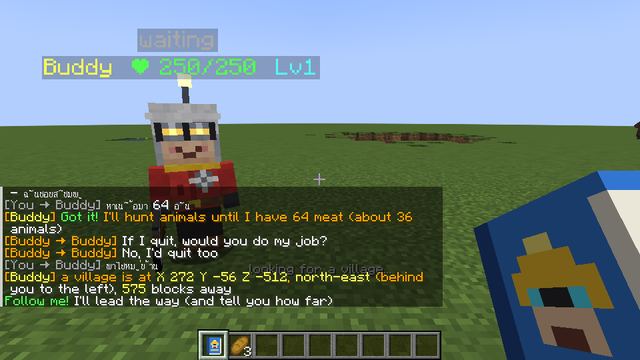 waiting
Buddy ♥ 250/250 Lv1
[You → Buddy] 64
[Buddy] Got it! I'll hunt animals until I have 64 meat (about 36
animals)
[Buddy → Buddy] If I quit, would you do my job?
[Buddy → Buddy] No, I'd quit too
[You → Buddy]
looking for a village
[Buddy] a village is at X 272 Y -56 Z -512, north-east (behind
you to the left), 575 blocks away
Follow me! I'll lead the way (and tell you how far)
3